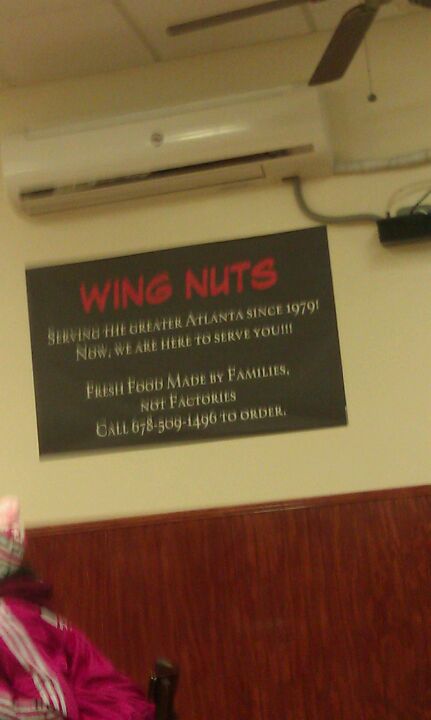 WING NUTS
SERVING THE GREATER ATLANTA SINCE 1979!
NOW, WE ARE HERE TO SERVE YOU!!!
FRESH FOOD MADE BY FAMILIES,
NOT FACTORIES
CALL 678-509-1496 TO ORDER.